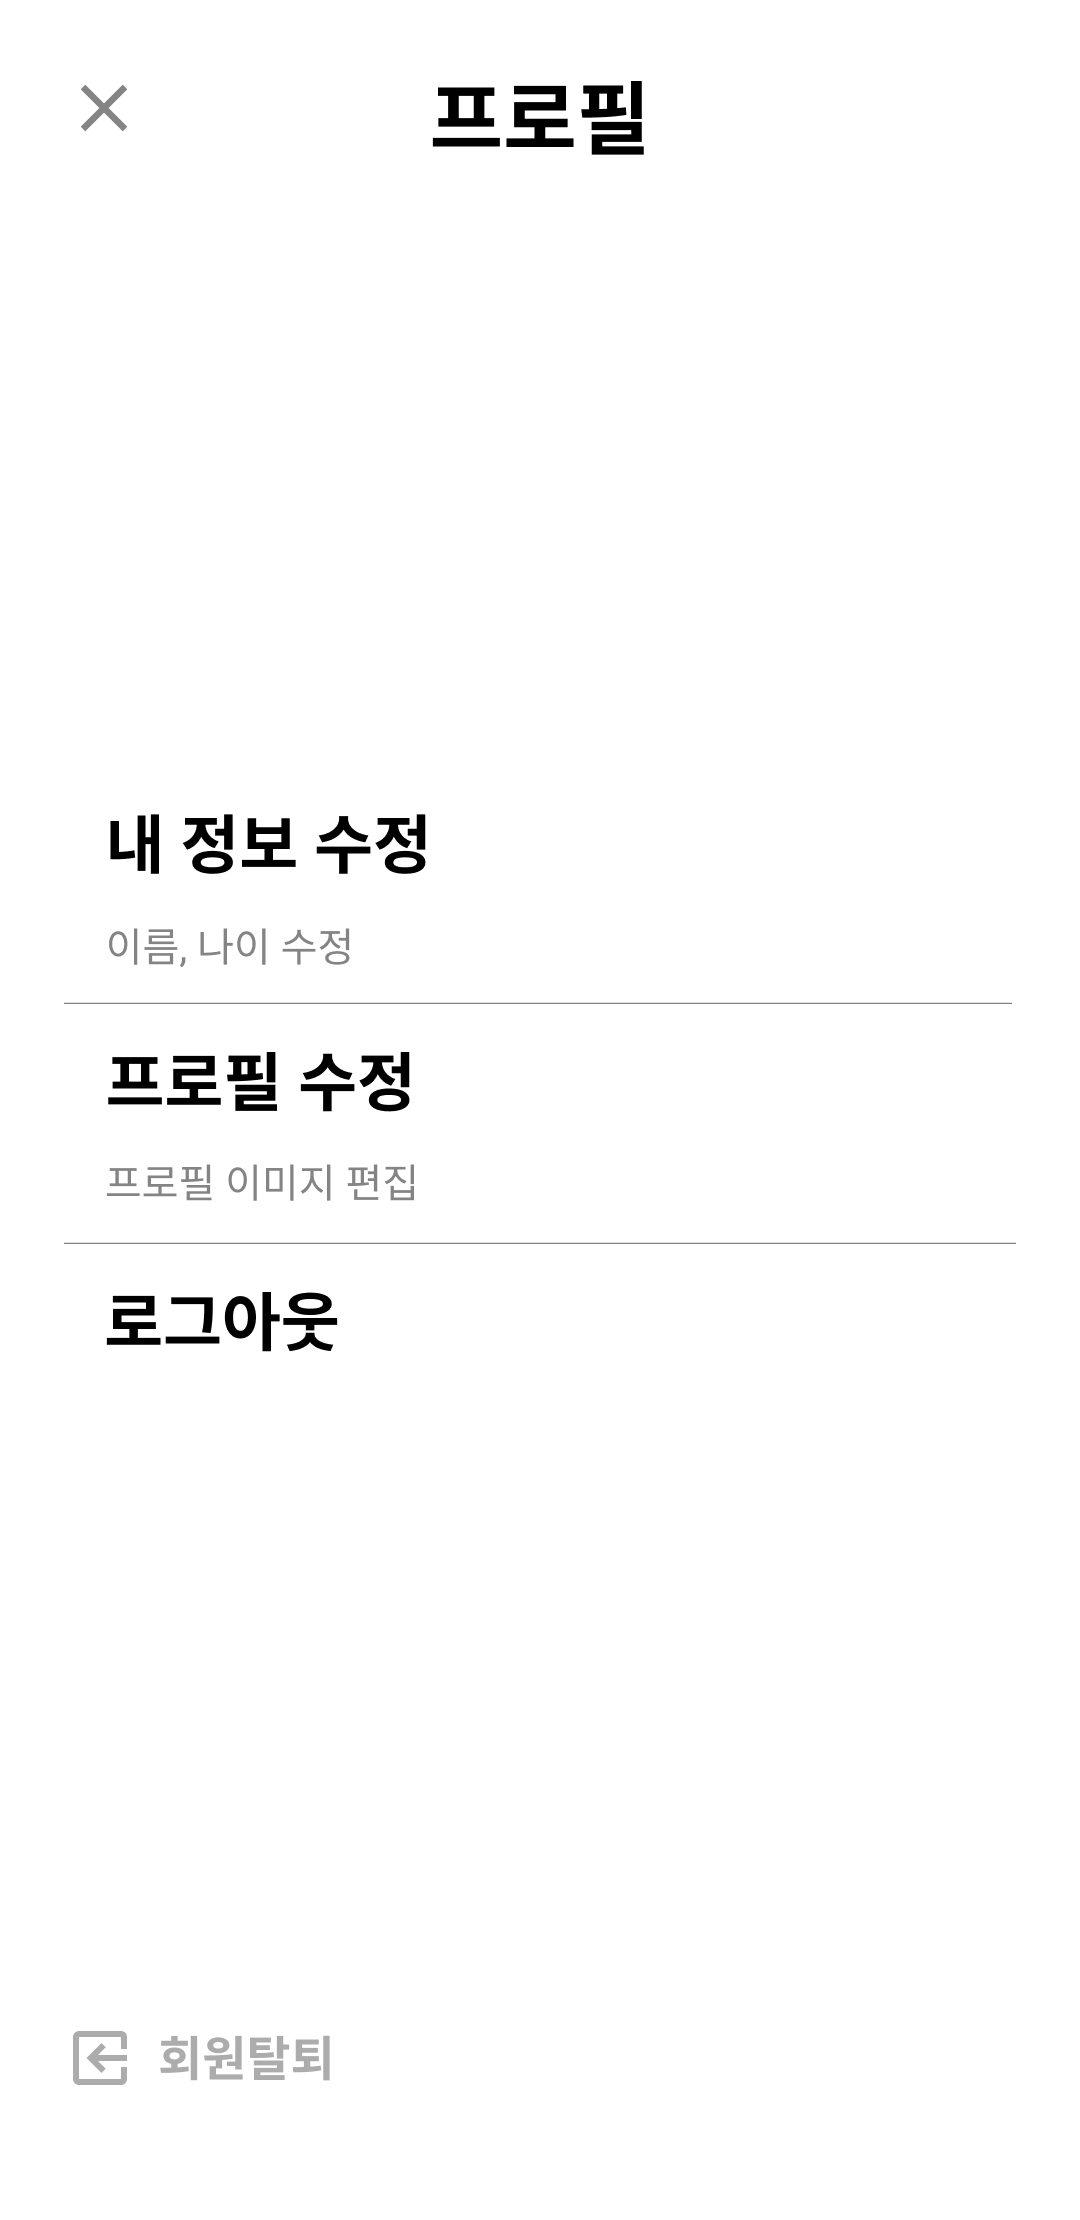 프로필
내 정보 수정
이름, 나이 수정
프로필 수정
프로필 이미지 편집
로그아웃
회원탈퇴